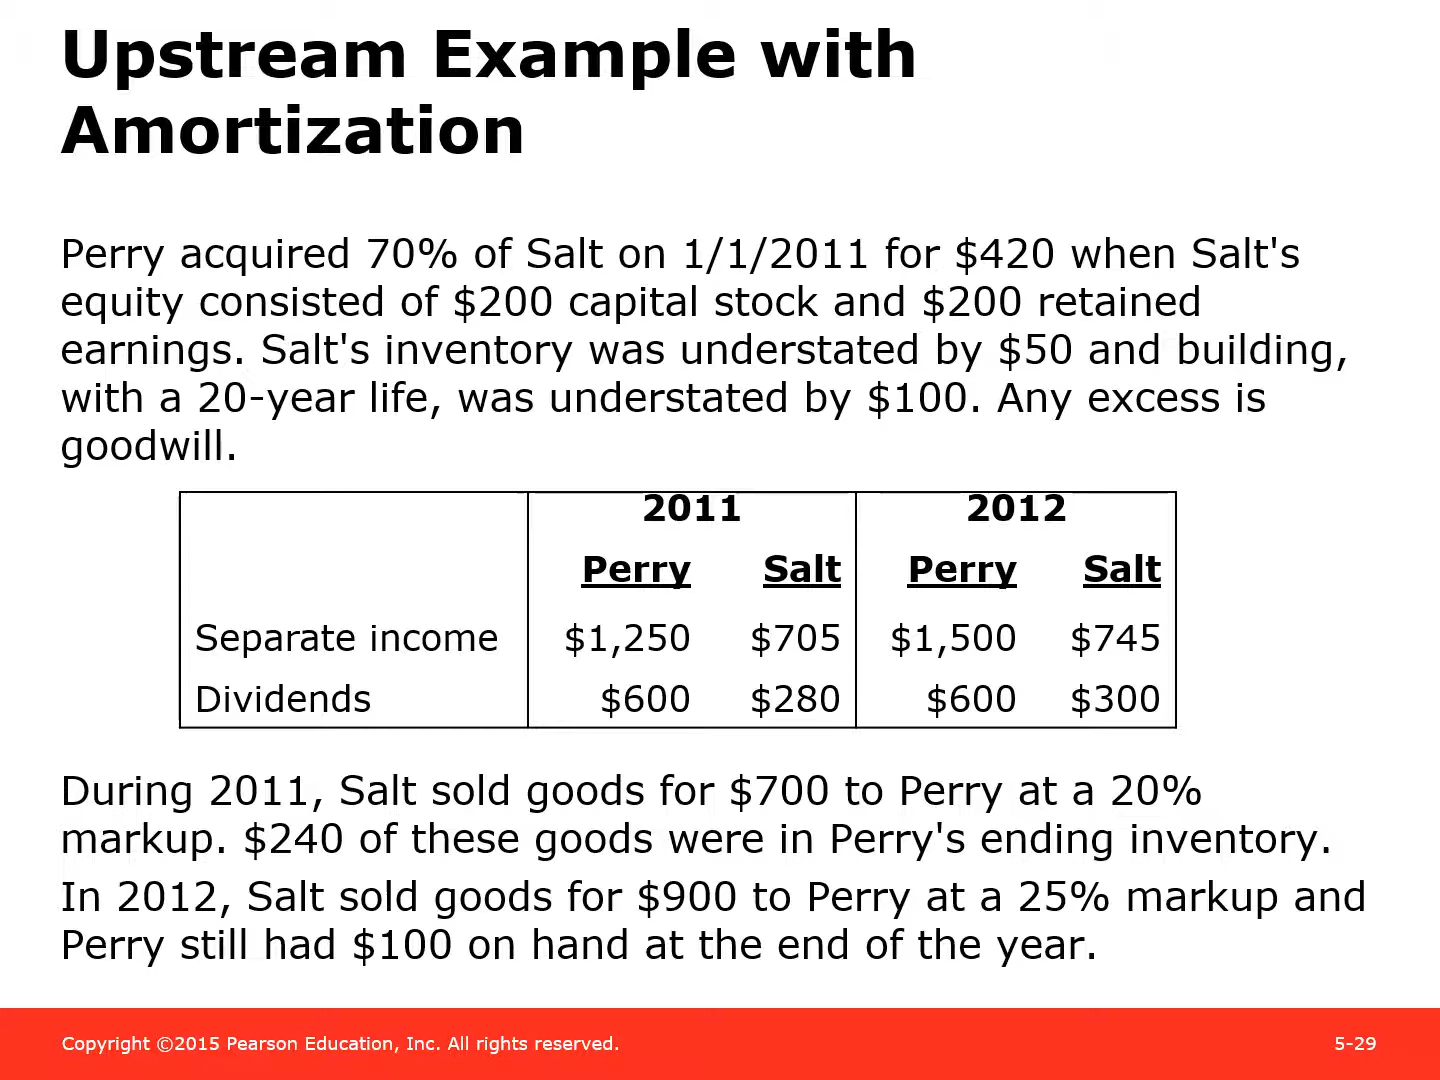 Upstream Example with
Amortization
Perry acquired 70% of Salt on 1/1/2011 for $420 when Salt's
equity consisted of $200 capital stock and $200 retained
earnings. Salt's inventory was understated by $50 and building,
with a 20-year life, was understated by $100. Any excess is
goodwill.
2011 2012
Perry Salt Perry Salt
Separate income $1,250 $705 $1,500 $745
Dividends $600 $280 $600 $300
During 2011, Salt sold goods for $700 to Perry at a 20%
markup. $240 of these goods were in Perry's ending inventory.
In 2012, Salt sold goods for $900 to Perry at a 25% markup and
Perry still had $100 on hand at the end of the year.
Copyright ©2015 Pearson Education, Inc. All rights reserved. 5-29